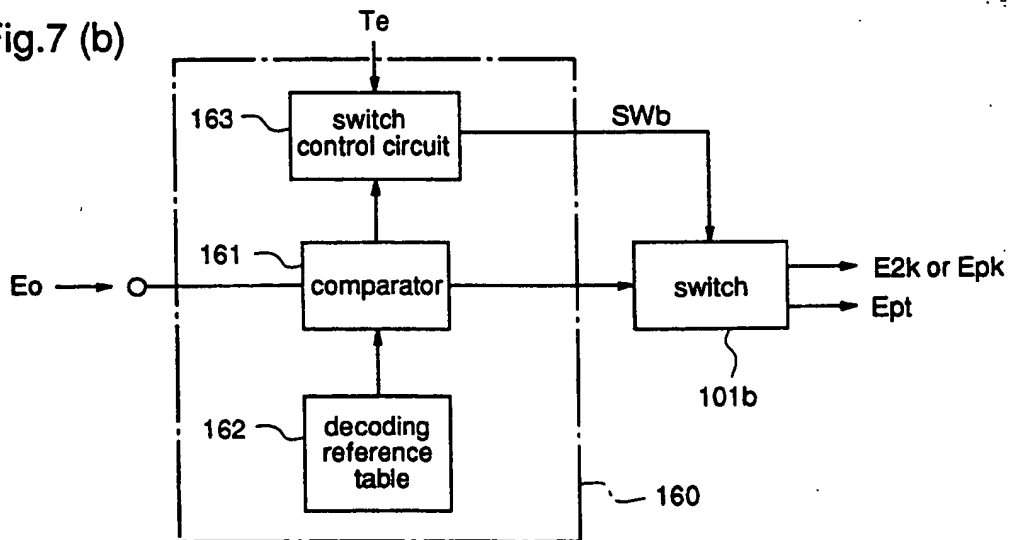 Fig.7 (b)
Te
163
switch
control circuit
SWb
161
comparator
Eo
switch
E2k or Epk
Ept
101b
162
decoding
reference
table
160